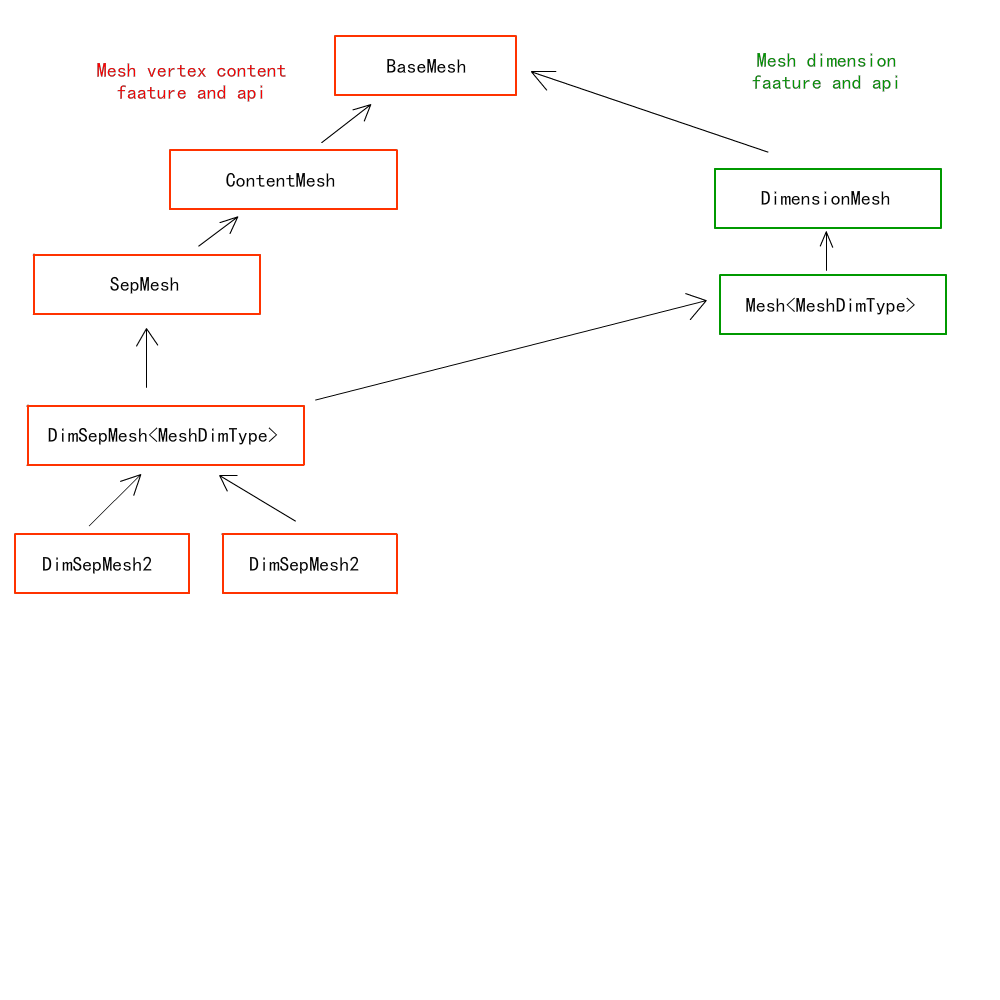 BaseMesh
Mesh vertex content
faature and api
Mesh dimension
faature and api
ContentMesh
DimensionMesh
SepMesh
Mesh<MeshDimType>
DimSepMesh<MeshDimType>
DimSepMesh2
DimSepMesh2